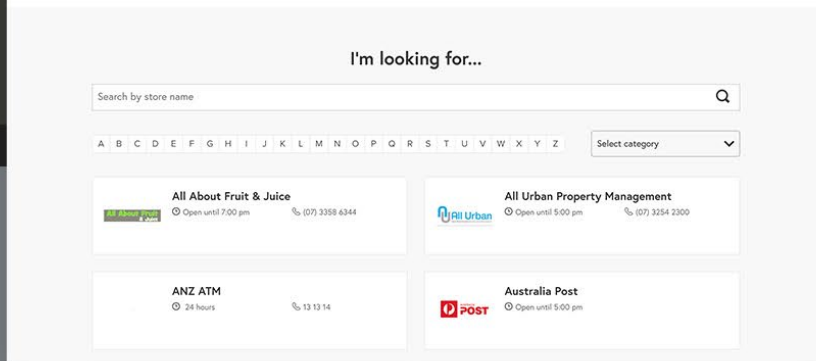 I'm looking for...
Search by store name
A B C D E F G H I J K L M N O P Q R S T U V W X Y Z
Select category
All About Fruit & Juice
All About Fruit
& Juice
Open until 7:00 pm
(07) 3358 6344
All Urban Property Management
All Urban
Open until 5:00 pm
(07) 3254 2300
ANZ ATM
24 hours
13 13 14
Australia Post
POST
Open until 5:00 pm